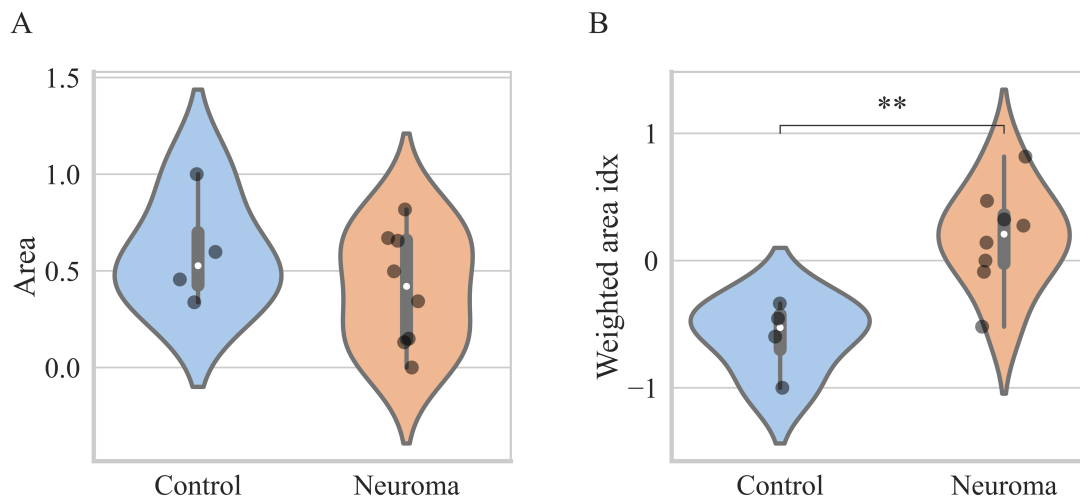 A
Area
1.5
1.0
0.5
0.0
Control Neuroma
B
Weighted area idx
1
0
−1
**
Control Neuroma